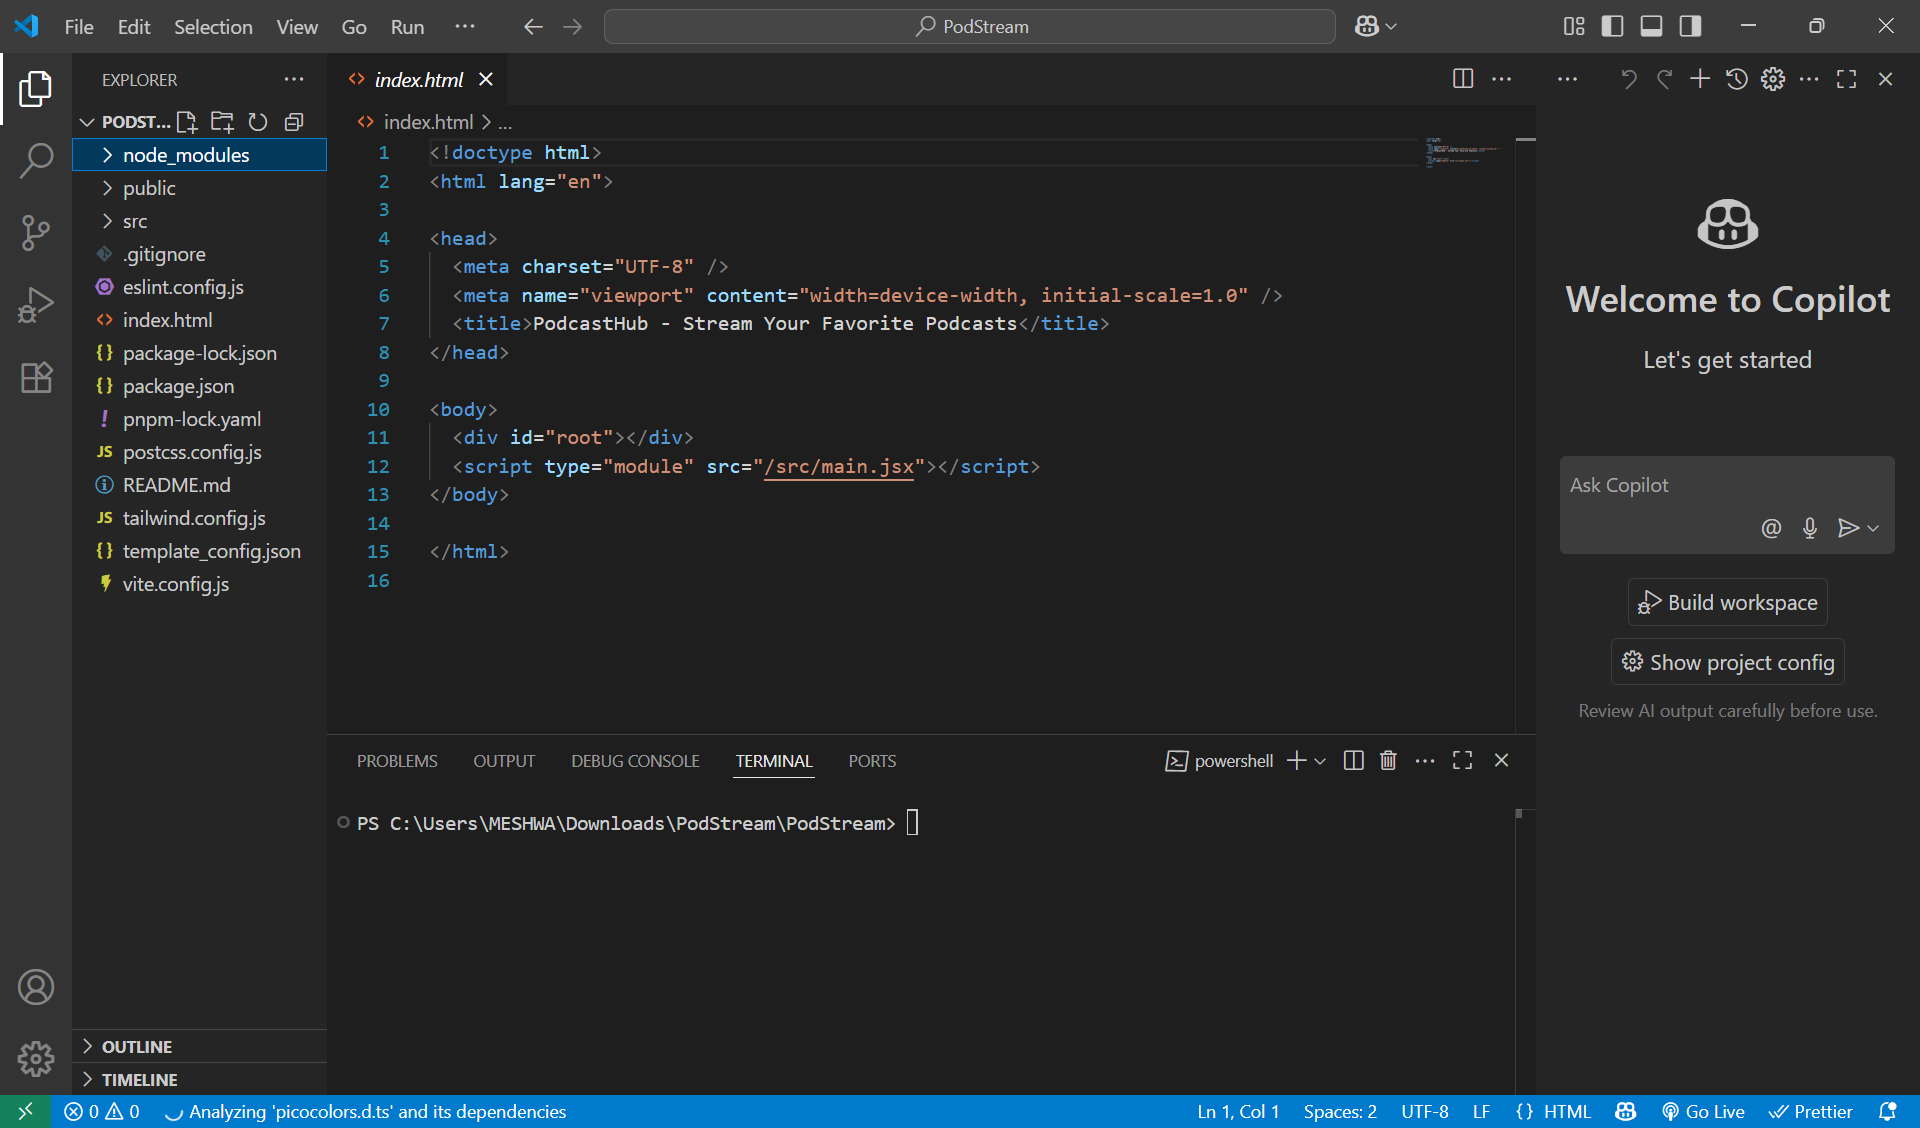 File Edit Selection View Go Run ... PodStream
EXPLORER
PODST...
node_modules
public
src
.gitignore
eslint.config.js
index.html
package-lock.json
package.json
pnpm-lock.yaml
postcss.config.js
README.md
tailwind.config.js
template_config.json
vite.config.js
OUTLINE
TIMELINE
index.html
index.html > ...
1 <!doctype html>
2 <html lang="en">
3
4 <head>
5 <meta charset="UTF-8" />
6 <meta name="viewport" content="width=device-width, initial-scale=1.0" />
7 <title>PodcastHub - Stream Your Favorite Podcasts</title>
8 </head>
9
10 <body>
11 <div id="root"></div>
12 <script type="module" src="/src/main.jsx"></script>
13 </body>
14
15 </html>
16
PROBLEMS OUTPUT DEBUG CONSOLE TERMINAL PORTS powershell
PS C:\Users\MESHWA\Downloads\PodStream\PodStream>
Welcome to Copilot
Let's get started
Ask Copilot
Build workspace
Show project config
Review AI output carefully before use.
0 0 Analyzing 'picocolors.d.ts' and its dependencies Ln 1, Col 1 Spaces: 2 UTF-8 LF {} HTML Go Live Prettier